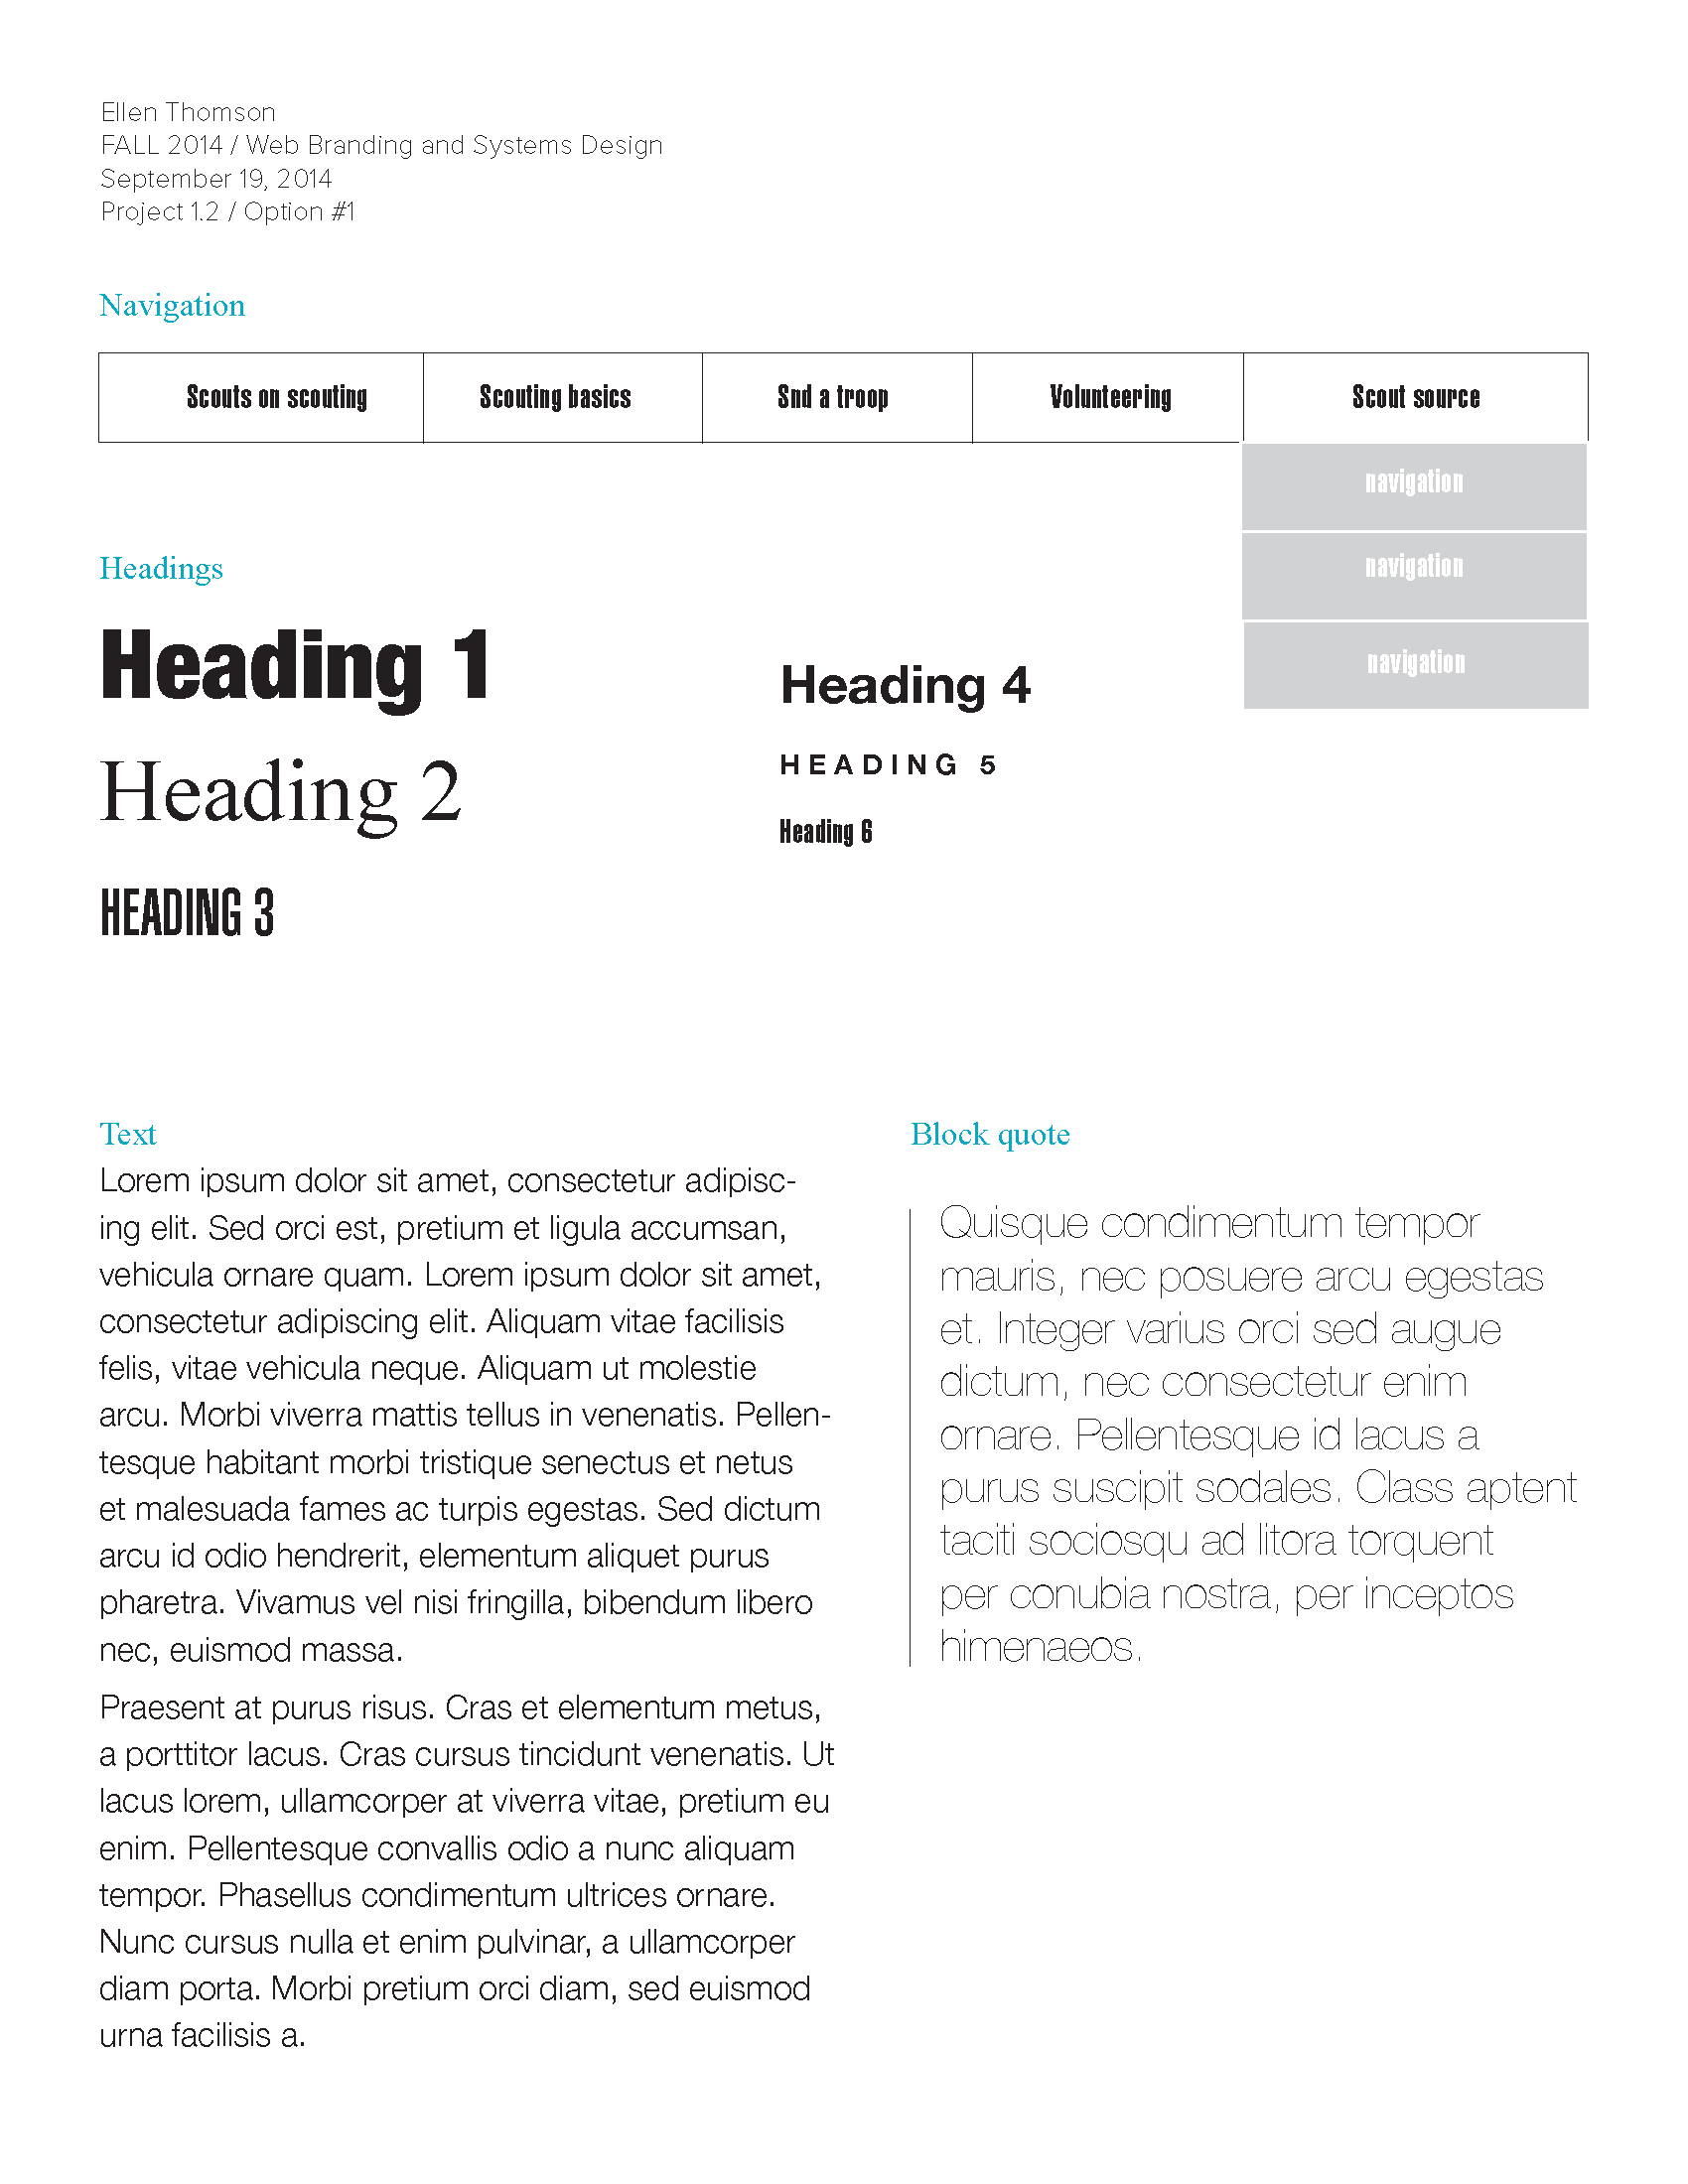 Ellen Thomson
FALL 2014 / Web Branding and Systems Design
September 19, 2014
Project 1.2 / Option #1
Navigation
Scouts on scouting
Scouting basics
Snd a troop
Volunteering
Scout source
navigation
navigation
navigation
Headings
Heading 1
Heading 2
HEADING 3
Heading 4
HEADING 5
Heading 6
Text
Lorem ipsum dolor sit amet, consectetur adipisc-
ing elit. Sed orci est, pretium et ligula accumsan,
vehicula ornare quam. Lorem ipsum dolor sit amet,
consectetur adipiscing elit. Aliquam vitae facilisis
felis, vitae vehicula neque. Aliquam ut molestie
arcu. Morbi viverra mattis tellus in venenatis. Pellen-
tesque habitant morbi tristique senectus et netus
et malesuada fames ac turpis egestas. Sed dictum
arcu id odio hendrerit, elementum aliquet purus
pharetra. Vivamus vel nisi fringilla, bibendum libero
nec, euismod massa.
Praesent at purus risus. Cras et elementum metus,
a porttitor lacus. Cras cursus tincidunt venenatis. Ut
lacus lorem, ullamcorper at viverra vitae, pretium eu
enim. Pellentesque convallis odio a nunc aliquam
tempor. Phasellus condimentum ultrices ornare.
Nunc cursus nulla et enim pulvinar, a ullamcorper
diam porta. Morbi pretium orci diam, sed euismod
urna facilisis a.
Block quote
Quisque condimentum tempor
mauris, nec posuere arcu egestas
et. Integer varius orci sed augue
dictum, nec consectetur enim
ornare. Pellentesque id lacus a
purus suscipit sodales. Class aptent
taciti sociosqu ad litora torquent
per conubia nostra, per inceptos
himenaeos.